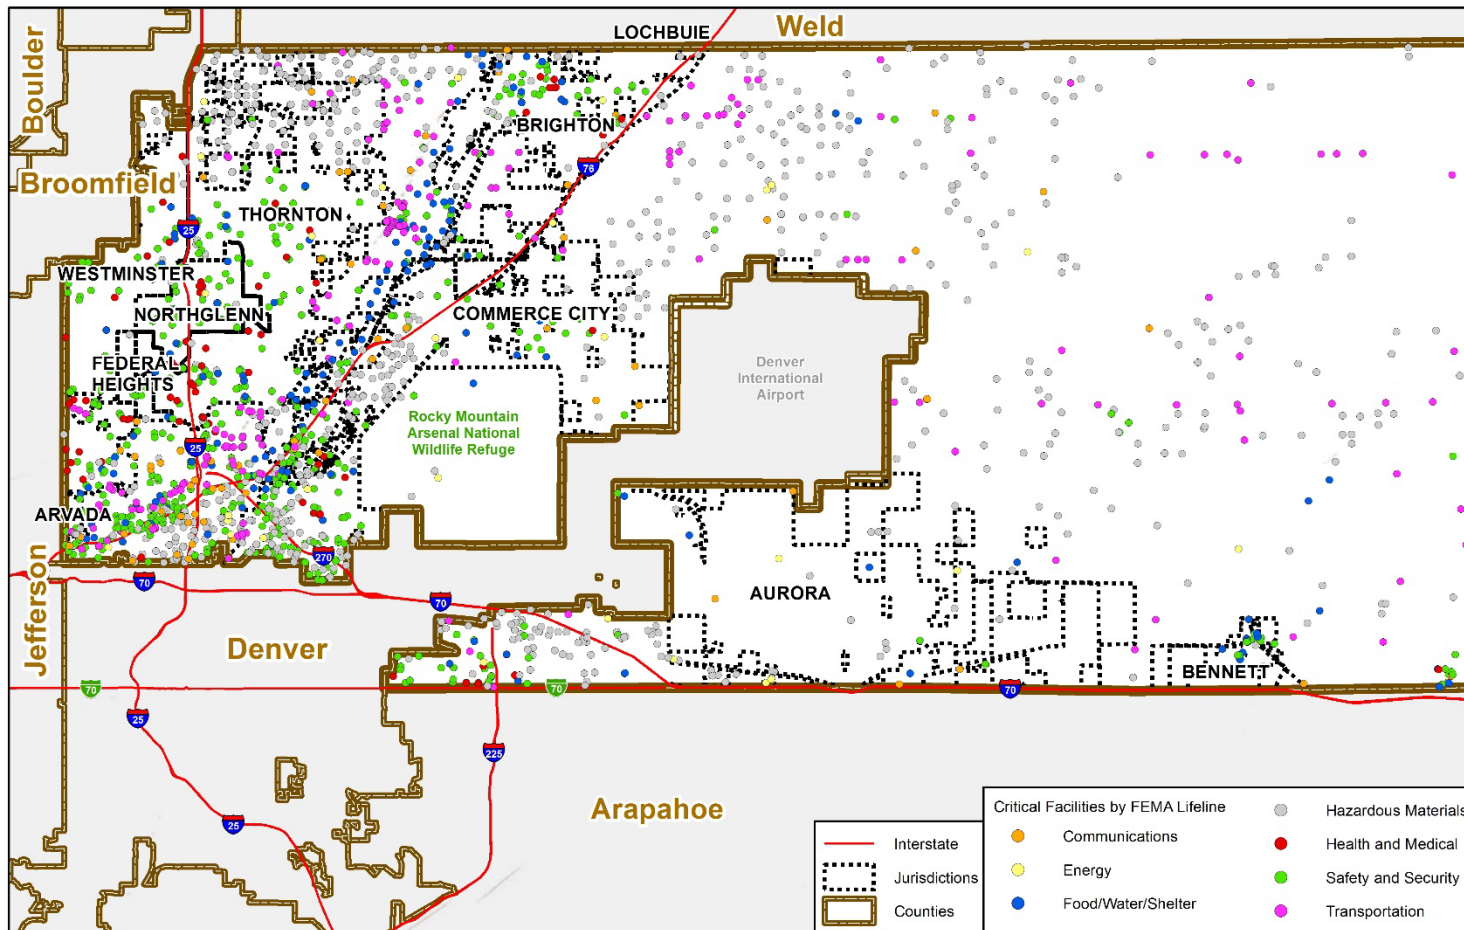 LOCHBUIE
Weld
Boulder
BRIGHTON
76
Broomfield
THORNTON
25
WESTMINSTER
NORTHGLENN
COMMERCE CITY
FEDERAL
HEIGHTS
Denver
International
Airport
Rocky Mountain
Arsenal National
Wildlife Refuge
25
ARVADA
270
70
70
AURORA
Jefferson
Denver
BENNETT
70
70
70
25
225
25
Arapahoe
Interstate
Jurisdictions
Counties
Critical Facilities by FEMA Lifeline
Communications
Energy
Food/Water/Shelter
Hazardous Materials
Health and Medical
Safety and Security
Transportation